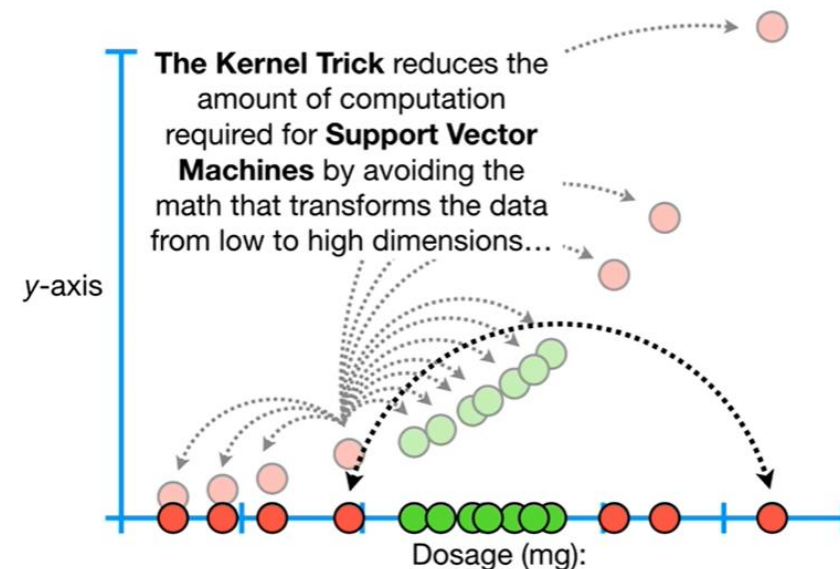 The Kernel Trick reduces the
amount of computation
required for Support Vector
Machines by avoiding the
math that transforms the data
from low to high dimensions…
y-axis
Dosage (mg):